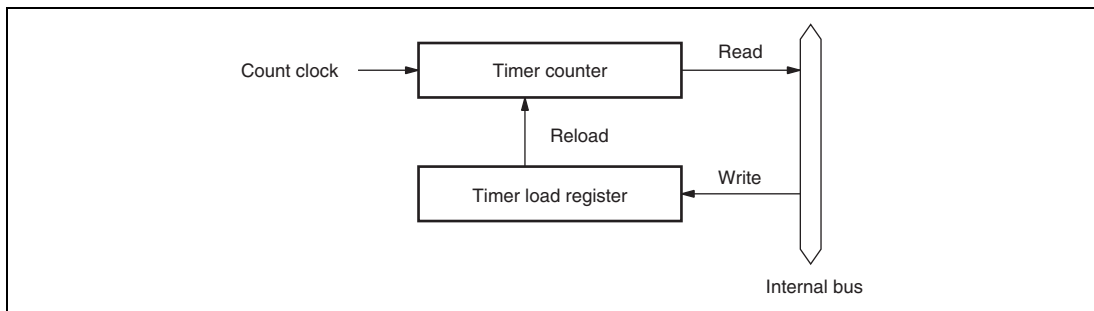 Read
Count clock
Timer counter
Reload
Write
Timer load register
Internal bus